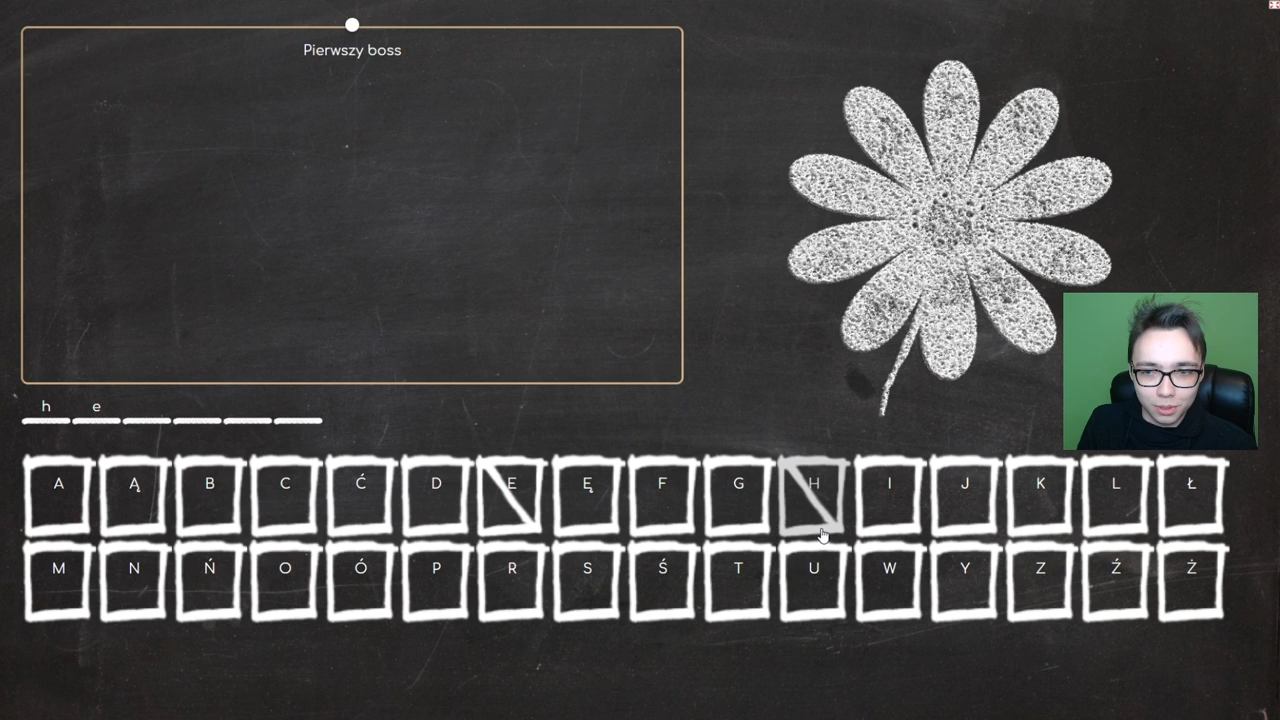 Pierwszy boss
h e
A Ą B C Ć D E Ę F G H I J K L Ł
M N Ń O Ó P R S Ś T U W Y Z Ź Ż